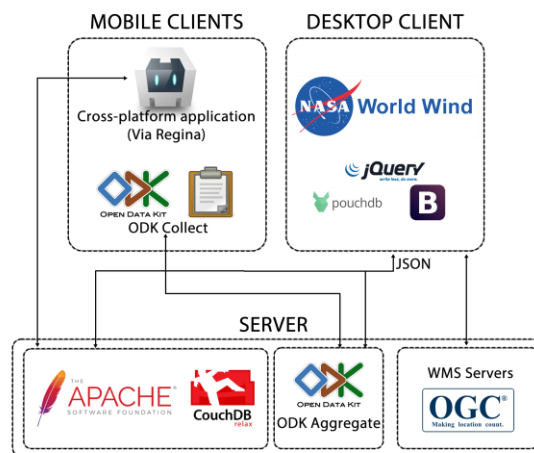 MOBILE CLIENTS
Cross-platform application
(Via Regina)
OPEN DATA KIT
ODK Collect
DESKTOP CLIENT
NASA World Wind
jQuery
write less, do more.
pouchdb
B
JSON
SERVER
THE
APACHE®
SOFTWARE FOUNDATION
CouchDB
relax
OPEN DATA KIT
ODK Aggregate
WMS Servers
OGC®
Making location count.